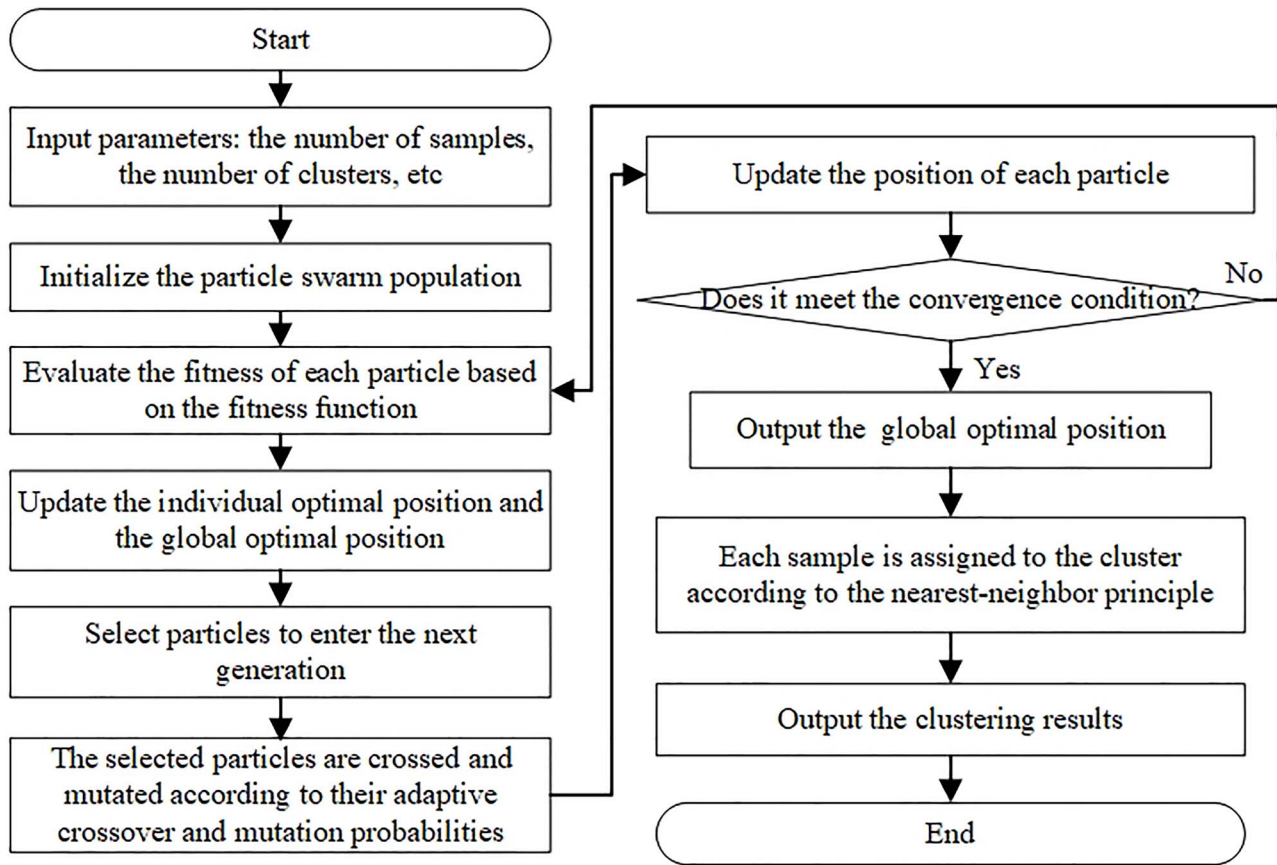 Start
Input parameters: the number of samples,
the number of clusters, etc
Initialize the particle swarm population
Evaluate the fitness of each particle based
on the fitness function
Update the individual optimal position and
the global optimal position
Select particles to enter the next
generation
The selected particles are crossed and
mutated according to their adaptive
crossover and mutation probabilities
Update the position of each particle
No
Does it meet the convergence condition?
Yes
Output the global optimal position
Each sample is assigned to the cluster
according to the nearest-neighbor principle
Output the clustering results
End